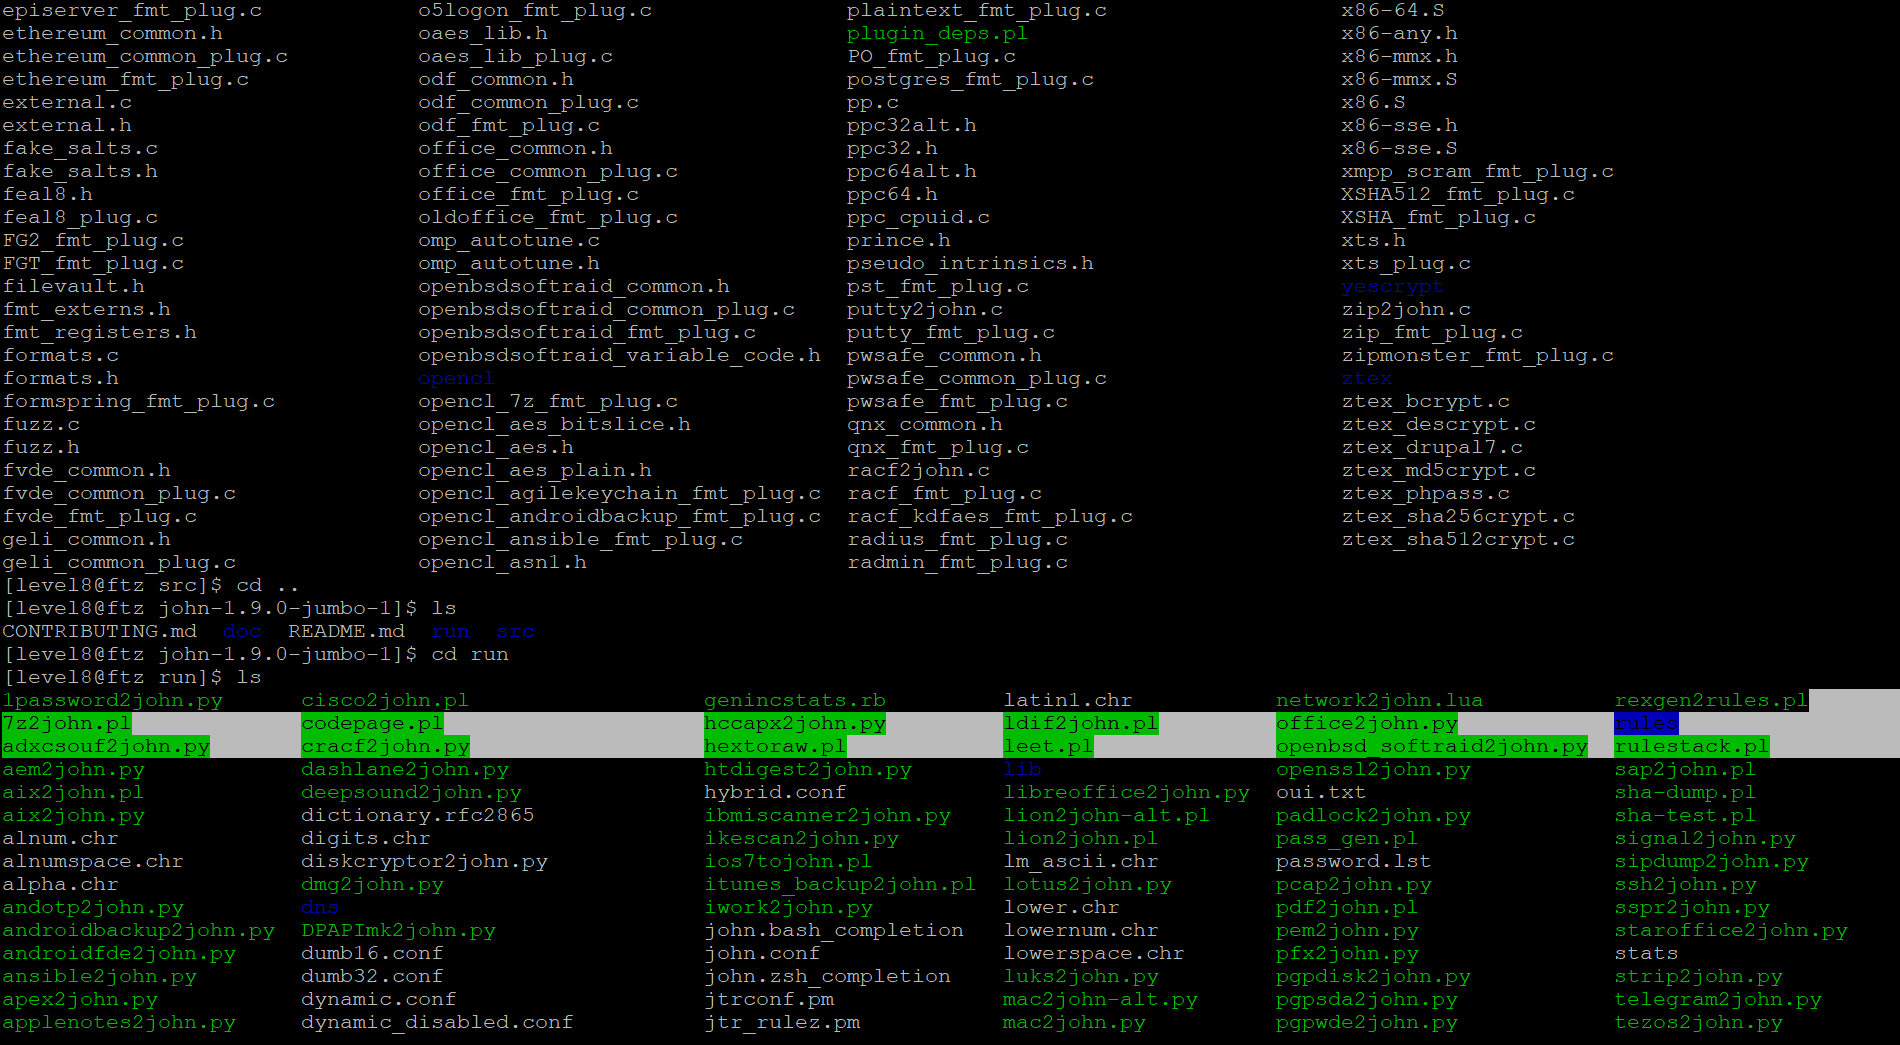 episerver_fmt_plug.c o5logon_fmt_plug.c plaintext_fmt_plug.c x86-64.S
ethereum_common.h oaes_lib.h plugin_deps.pl x86-any.h
ethereum_common_plug.c oaes_lib_plug.c PO_fmt_plug.c x86-mmx.h
ethereum_fmt_plug.c odf_common.h postgres_fmt_plug.c x86-mmx.S
external.c odf_common_plug.c pp.c x86.S
external.h odf_fmt_plug.c ppc32alt.h x86-sse.h
fake_salts.c office_common.h ppc32.h x86-sse.S
fake_salts.h office_common_plug.c ppc64alt.h xmpp_scram_fmt_plug.c
feal8.h office_fmt_plug.c ppc64.h XSHA512_fmt_plug.c
feal8_plug.c oldoffice_fmt_plug.c ppc_cpuid.c XSHA_fmt_plug.c
FG2_fmt_plug.c omp_autotune.c prince.h xts.h
FGT_fmt_plug.c omp_autotune.h pseudo_intrinsics.h xts_plug.c
filevault.h openbsdsoftraid_common.h pst_fmt_plug.c yescrypt
fmt_externs.h openbsdsoftraid_common_plug.c putty2john.c zip2john.c
fmt_registers.h openbsdsoftraid_fmt_plug.c putty_fmt_plug.c zip_fmt_plug.c
formats.c openbsdsoftraid_variable_code.h pwsafe_common.h zipmonster_fmt_plug.c
formats.h opencl pwsafe_common_plug.c ztex
formspring_fmt_plug.c opencl_7z_fmt_plug.c pwsafe_fmt_plug.c ztex_bcrypt.c
fuzz.c opencl_aes_bitslice.h qnx_common.h ztex_descrypt.c
fuzz.h opencl_aes.h qnx_fmt_plug.c ztex_drupal7.c
fvde_common.h opencl_aes_plain.h racf2john.c ztex_md5crypt.c
fvde_common_plug.c opencl_agilekeychain_fmt_plug.c racf_fmt_plug.c ztex_phpass.c
fvde_fmt_plug.c opencl_androidbackup_fmt_plug.c racf_kdfaes_fmt_plug.c ztex_sha256crypt.c
geli_common.h opencl_ansible_fmt_plug.c radius_fmt_plug.c ztex_sha512crypt.c
geli_common_plug.c opencl_asn1.h radmin_fmt_plug.c
[level8@ftz src]$ cd ..
[level8@ftz john-1.9.0-jumbo-1]$ ls
CONTRIBUTING.md doc README.md run src
[level8@ftz john-1.9.0-jumbo-1]$ cd run
[level8@ftz run]$ ls
1password2john.py cisco2john.pl genincstats.rb latin1.chr network2john.lua rexgen2rules.pl
7z2john.pl codepage.pl hccapx2john.py ldif2john.pl office2john.py rules
adxcsouf2john.py cracf2john.py hextoraw.pl leet.pl openbsd_softraid2john.py rulestack.pl
aem2john.py dashlane2john.py htdigest2john.py lib openssl2john.py sap2john.pl
aix2john.pl deepsound2john.py hybrid.conf libreoffice2john.py oui.txt sha-dump.pl
aix2john.py dictionary.rfc2865 ibmiscanner2john.py lion2john-alt.pl padlock2john.py sha-test.pl
alnum.chr digits.chr ikescan2john.py lion2john.pl pass_gen.pl signal2john.py
alnumspace.chr diskcryptor2john.py ios7tojohn.pl lm_ascii.chr password.lst sipdump2john.py
alpha.chr dmg2john.py itunes_backup2john.pl lotus2john.py pcap2john.py ssh2john.py
andotp2john.py dns iwork2john.py lower.chr pdf2john.pl sspr2john.py
androidbackup2john.py DPAPImk2john.py john.bash_completion lowernum.chr pem2john.py staroffice2john.py
androidfde2john.py dumb16.conf john.conf lowerspace.chr pfx2john.py stats
ansible2john.py dumb32.conf john.zsh_completion luks2john.py pgpdisk2john.py strip2john.py
apex2john.py dynamic.conf jtrconf.pm mac2john-alt.py pgpsda2john.py telegram2john.py
applenotes2john.py dynamic_disabled.conf jtr_rulez.pm mac2john.py pgpwde2john.py tezos2john.py